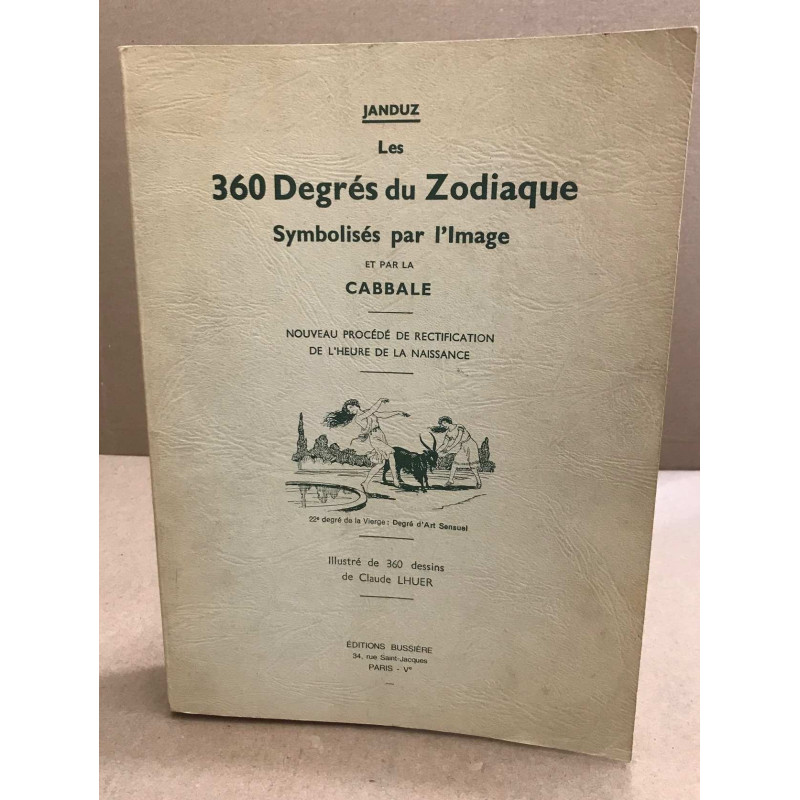 JANDUZ
Les
360 Degrés du Zodiaque
Symbolisés par l'Image
ET PAR LA
CABBALE
NOUVEAU PROCÉDÉ DE RECTIFICATION
DE L'HEURE DE LA NAISSANCE
22e degré de la Vierge : Degré d'Art Sensuel
Illustré de 360 dessins
de Claude LHUER
ÉDITIONS BUSSIÈRE
34, rue Saint-Jacques
PARIS - Ve